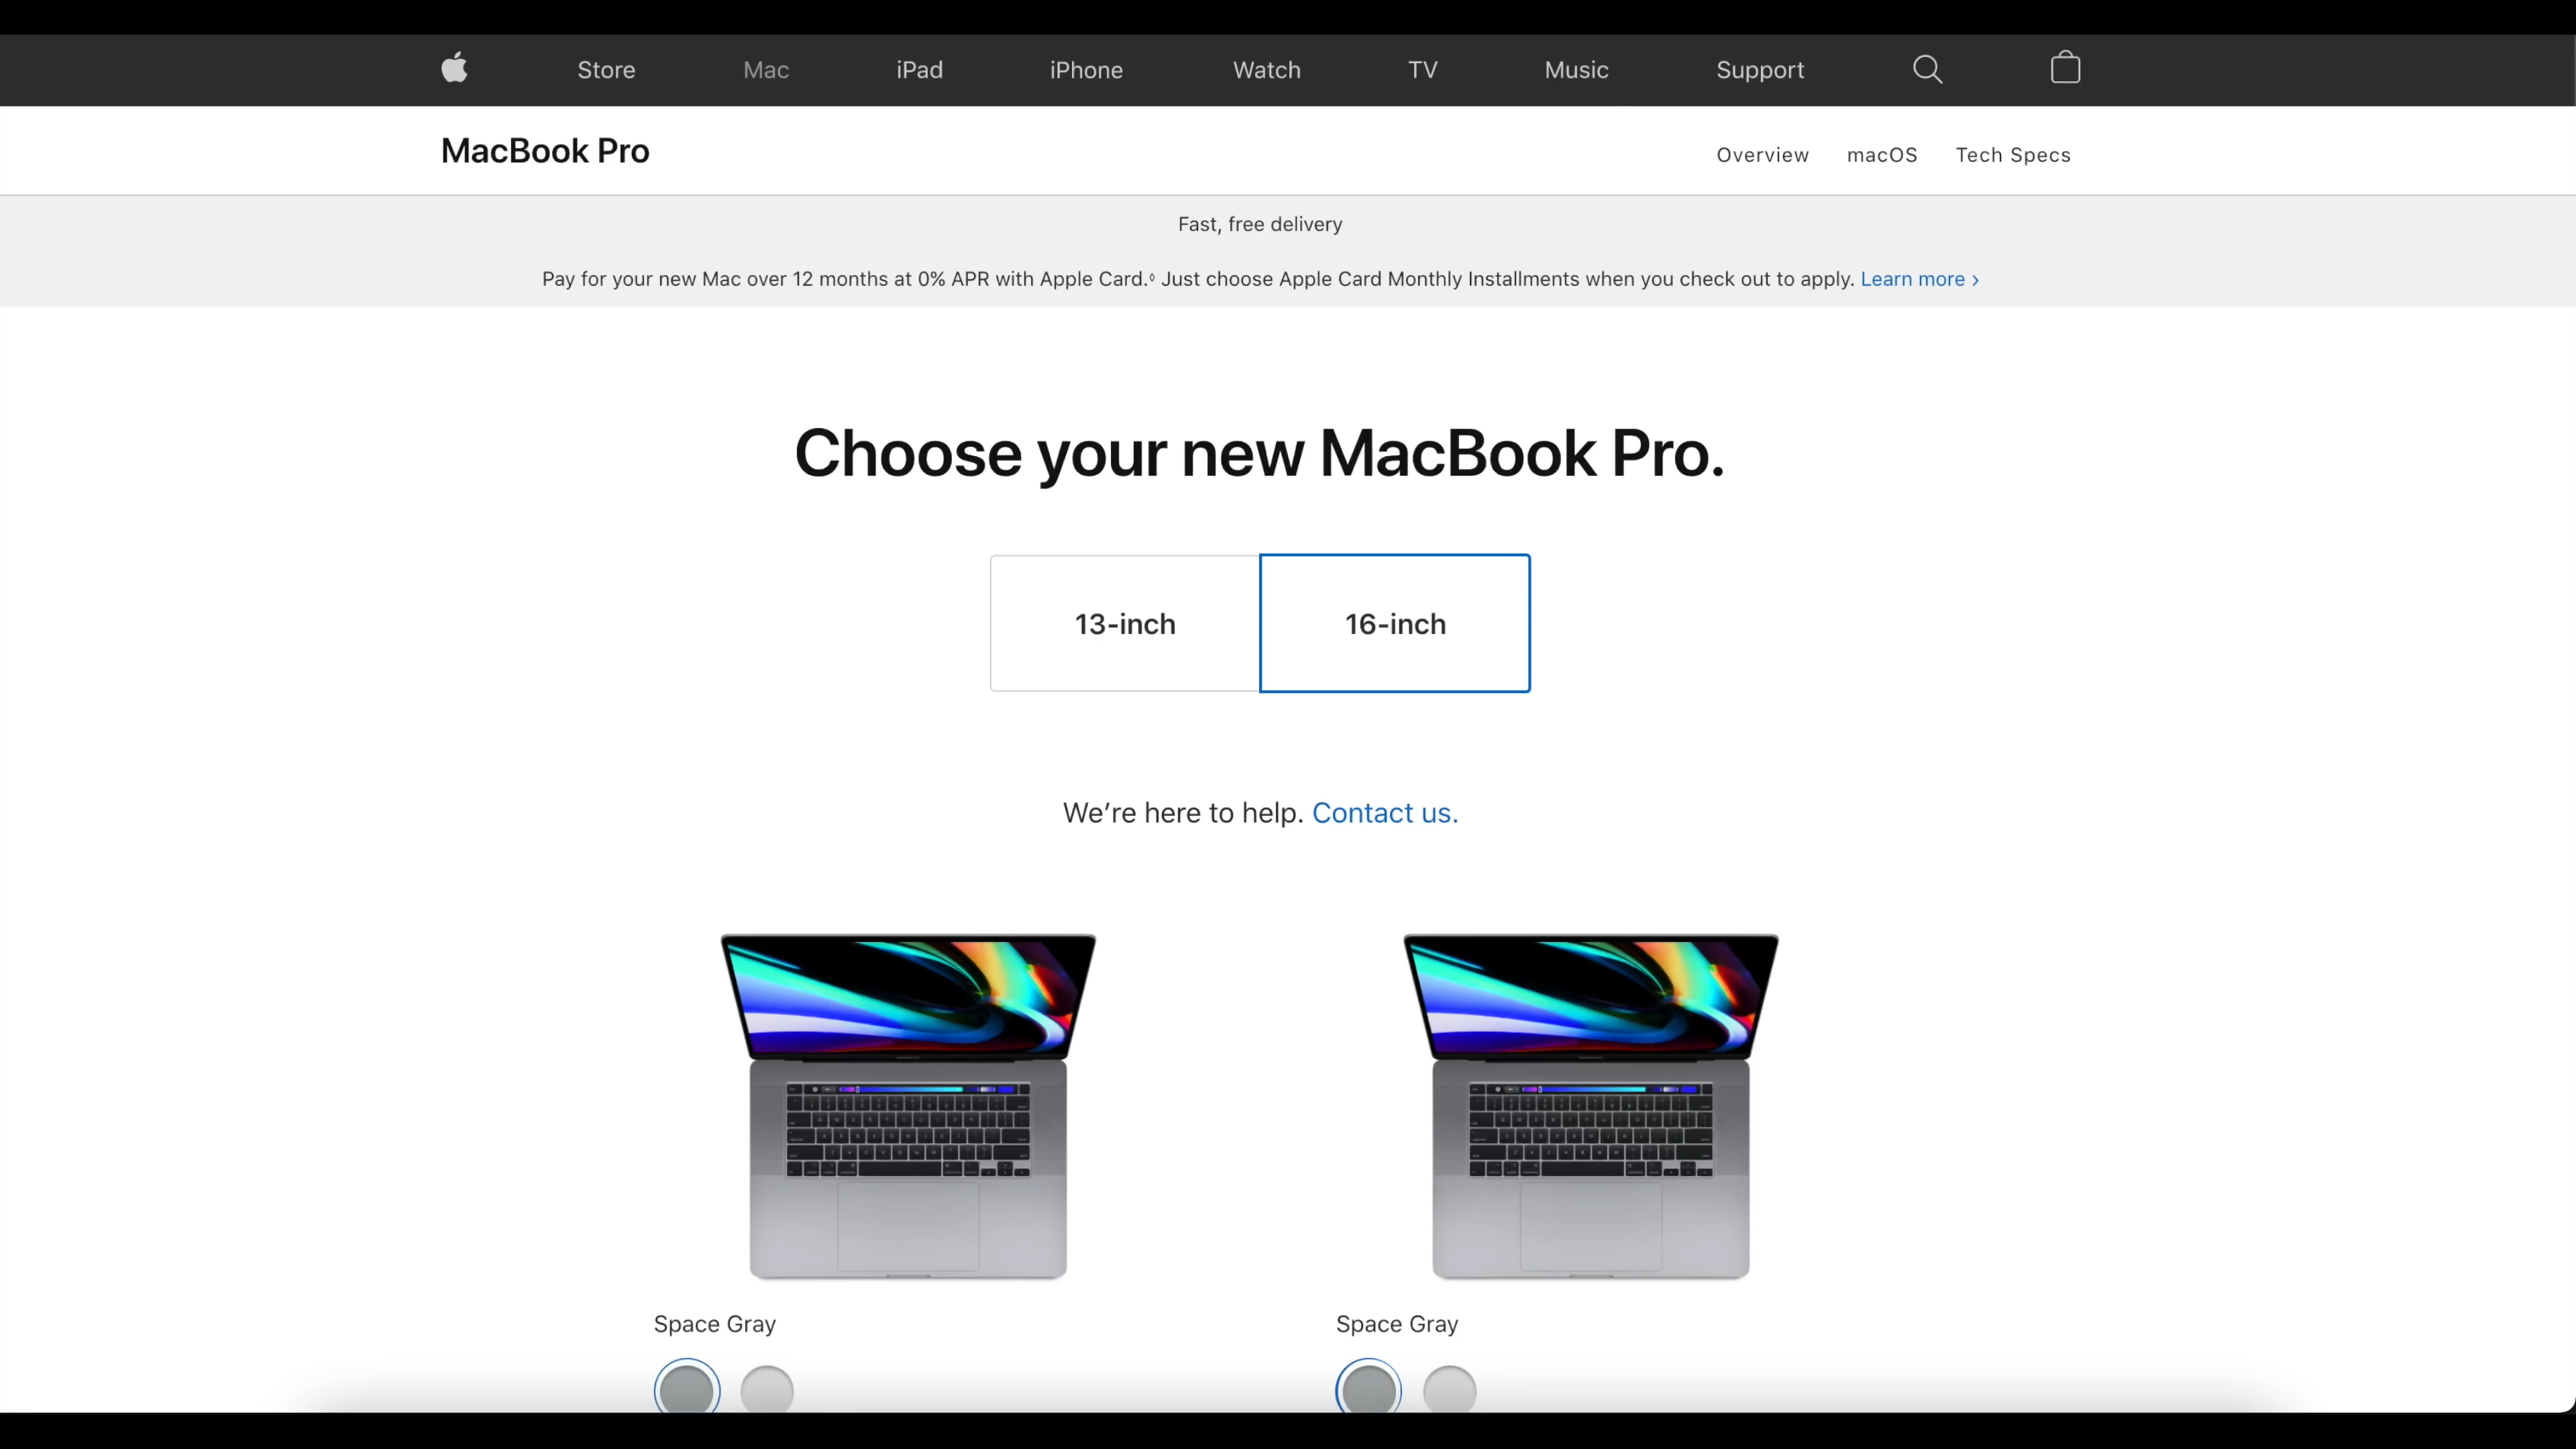 Store Mac iPad iPhone Watch TV Music Support
MacBook Pro
Overview macOS Tech Specs
Fast, free delivery
Pay for your new Mac over 12 months at 0% APR with Apple Card.◊ Just choose Apple Card Monthly Installments when you check out to apply. Learn more ›
Choose your new MacBook Pro.
13-inch
16-inch
We’re here to help. Contact us.
Space Gray
Space Gray